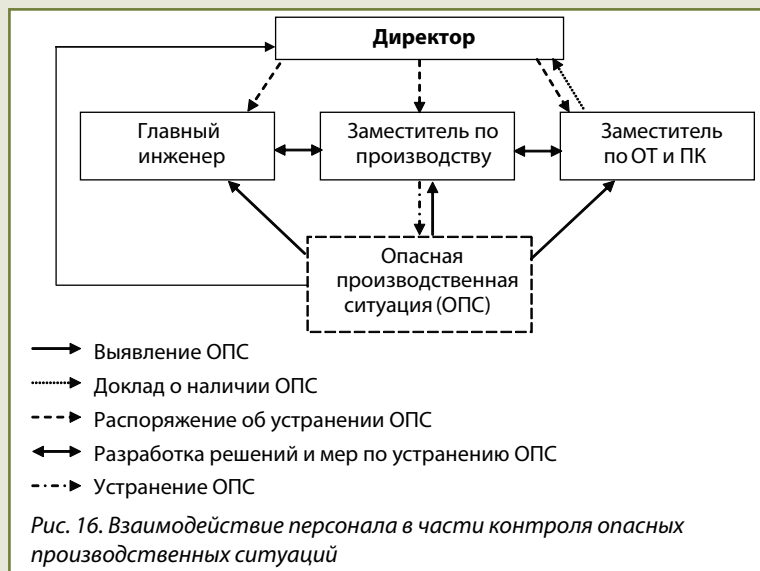 Директор
Главный
инженер
Заместитель по
производству
Заместитель
по ОТ и ПК
Опасная
производственная
ситуация (ОПС)
Выявление ОПС
Доклад о наличии ОПС
Распоряжение об устранении ОПС
Разработка решений и мер по устранению ОПС
Устранение ОПС
Рис. 16. Взаимодействие персонала в части контроля опасных
производственных ситуаций